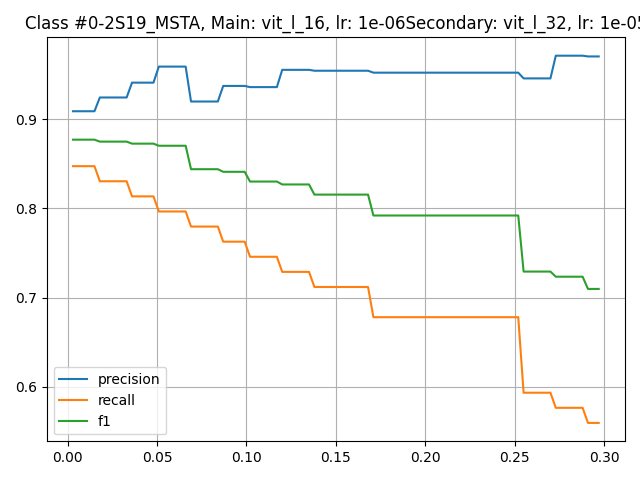 Class #0-2S19_MSTA, Main: vit_l_16, lr: 1e-06Secondary: vit_l_32, lr: 1e-05
0.9
0.8
0.7
0.6
precision
recall
f1
0.00 0.05 0.10 0.15 0.20 0.25 0.30